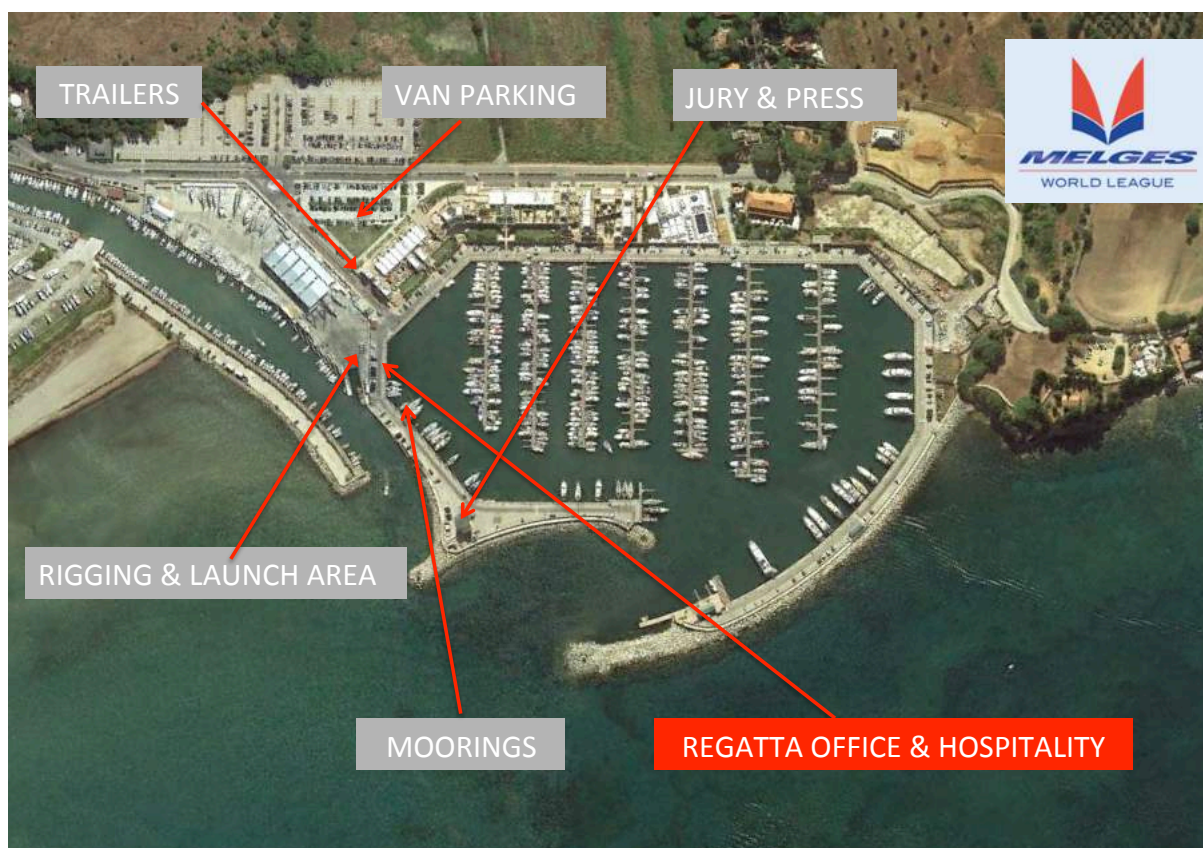 TRAILERS
VAN PARKING
JURY & PRESS
MELGES
WORLD LEAGUE
RIGGING & LAUNCH AREA
MOORINGS
REGATTA OFFICE & HOSPITALITY